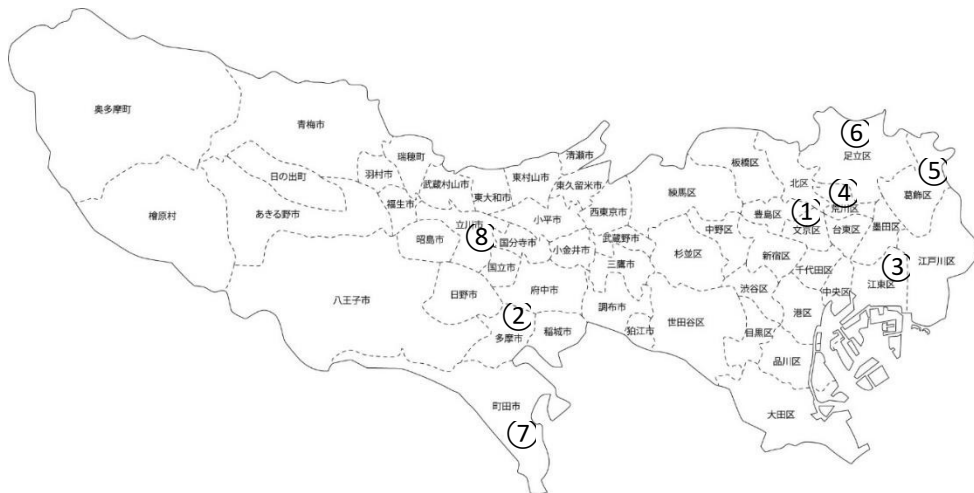 ⑥
足立区
奥多摩町
青梅市
清瀬市
瑞穂町
板橋区
⑤
羽村市
東村山市
日の出町
武蔵村山市
東久留米市
北区
④
練馬区
葛飾区
東大和市
福生市
檜原村
あきる野市
西東京市
豊島区
①
荒川区
小平市
立川市
文京区
台東区
墨田区
中野区
昭島市
⑧
国分寺市
武蔵野市
小金井市
杉並区
新宿区
江戸川区
三鷹市
国立市
千代田区
③
日野市
府中市
江東区
八王子市
渋谷区
中央区
調布市
港区
②
世田谷区
多摩市
稲城市
狛江市
目黒区
品川区
町田市
大田区
⑦